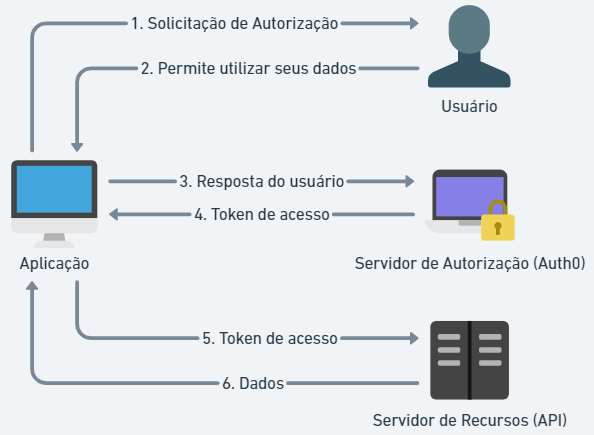 1. Solicitação de Autorização
2. Permite utilizar seus dados
Usuário
3. Resposta do usuário
4. Token de acesso
Aplicação
Servidor de Autorização (Auth0)
5. Token de acesso
6. Dados
Servidor de Recursos (API)